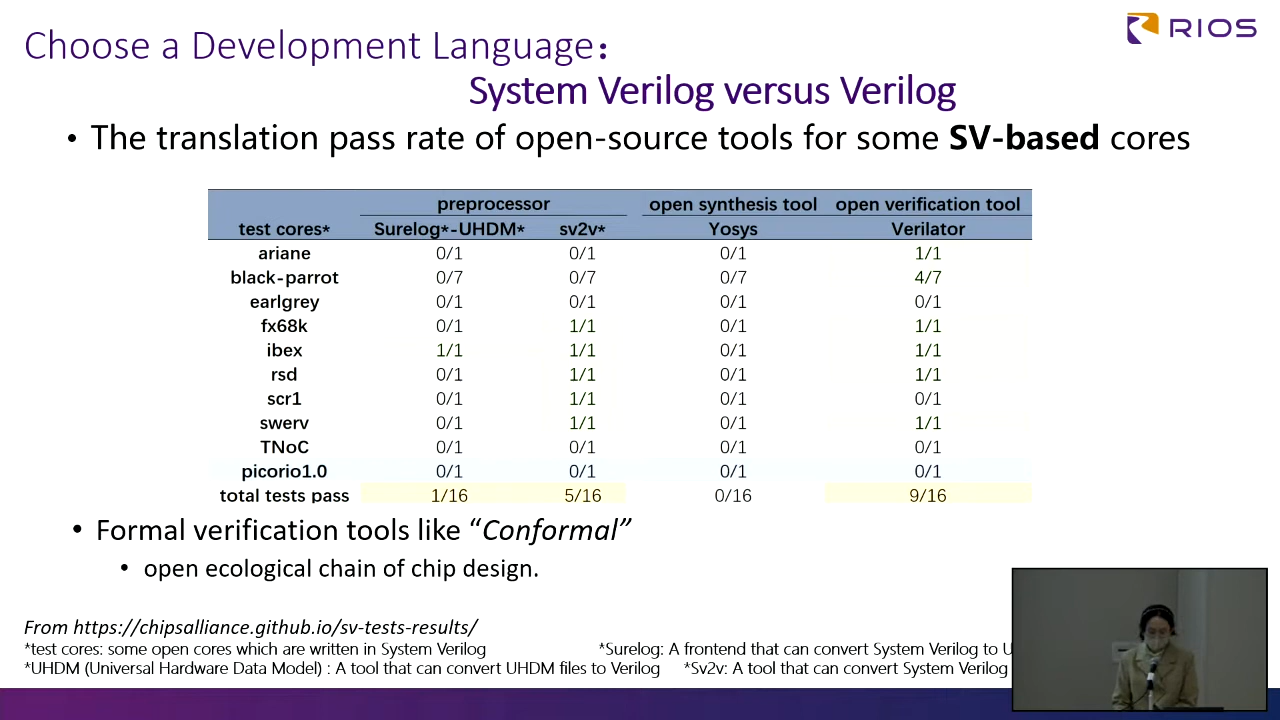 RIOS
Choose a Development Language：
System Verilog versus Verilog
• The translation pass rate of open-source tools for some SV-based cores
preprocessor open synthesis tool open verification tool
test cores* Surelog*-UHDM* sv2v* Yosys Verilator
ariane 0/1 0/1 0/1 1/1
black-parrot 0/7 0/7 0/7 4/7
earlgrey 0/1 0/1 0/1 0/1
fx68k 0/1 1/1 0/1 1/1
ibex 1/1 1/1 0/1 1/1
rsd 0/1 1/1 0/1 1/1
scr1 0/1 1/1 0/1 0/1
swerv 0/1 1/1 0/1 1/1
TNoC 0/1 0/1 0/1 0/1
picorio1.0 0/1 0/1 0/1 0/1
total tests pass 1/16 5/16 0/16 9/16
• Formal verification tools like “Conformal”
• open ecological chain of chip design.
From https://chipsalliance.github.io/sv-tests-results/
*test cores: some open cores which are written in System Verilog *Surelog: A frontend that can convert System Verilog to
*UHDM (Universal Hardware Data Model) : A tool that can convert UHDM files to Verilog *Sv2v: A tool that can convert System Verilog